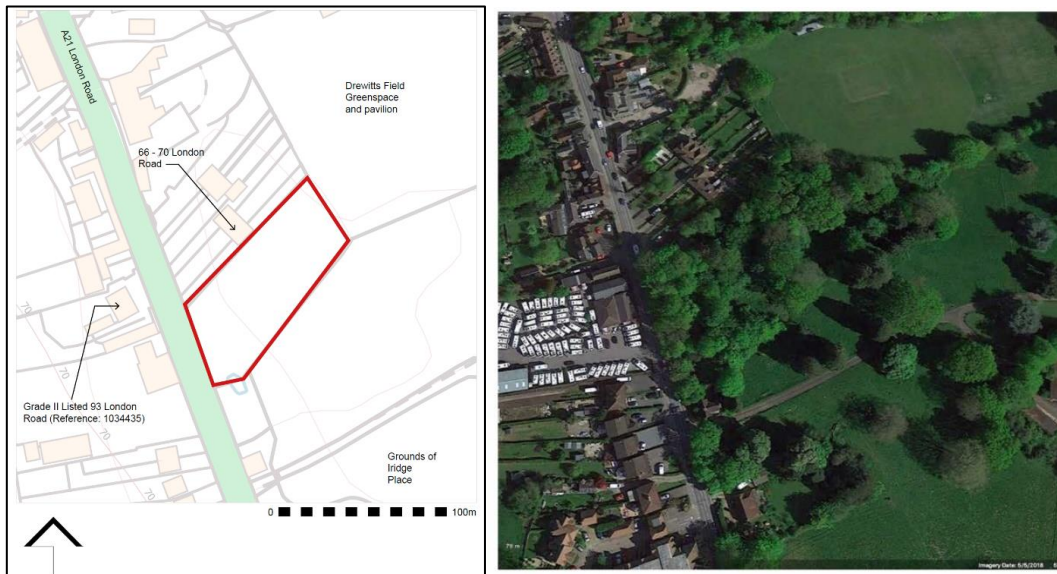 A21 London Road
Drewitts Field
Greenspace
and pavilion
66 - 70 London
Road
70
70
70
Grade II Listed 93 London
Road (Reference: 1034435)
Grounds of
Iridge
Place
0
100m
Imagery Date: 5/5/2018